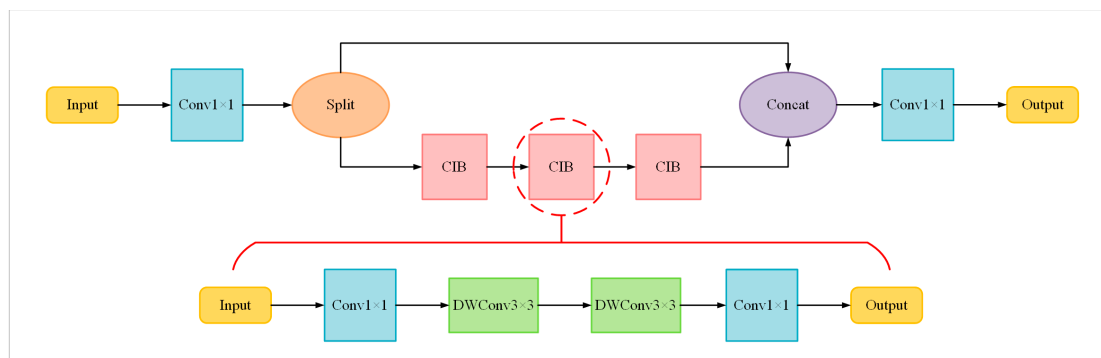 Input
Conv1×1
Split
Concat
Conv1×1
Output
CIB
CIB
CIB
Input
Conv1×1
DWConv3×3
DWConv3×3
Conv1×1
Output